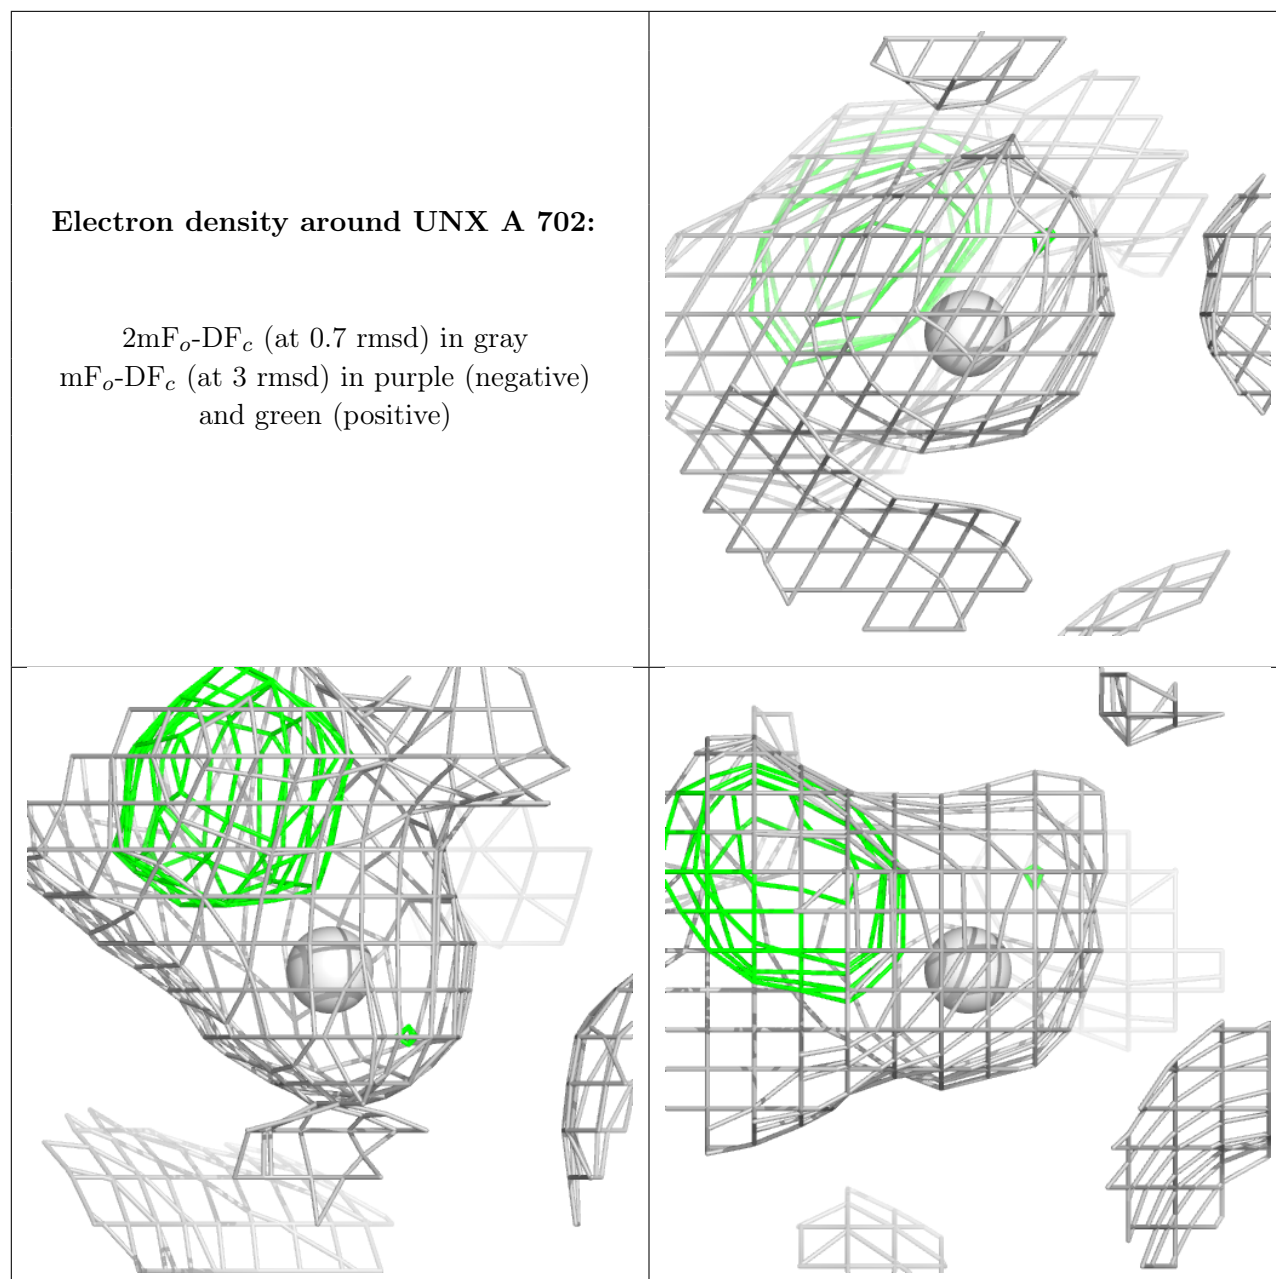 Electron density around UNX A 702:
2mFₒ-DF𝑐 (at 0.7 rmsd) in gray
mFₒ-DF𝑐 (at 3 rmsd) in purple (negative)
and green (positive)